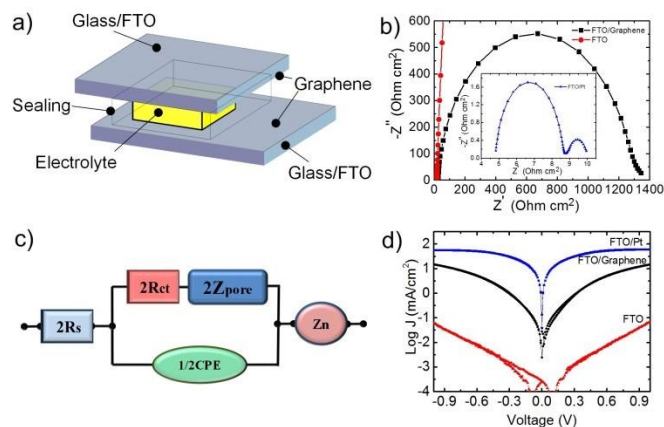 a)
Glass/FTO
Graphene
Sealing
Electrolyte
Glass/FTO
b)
-Z'' (Ohm cm2)
600
500
400
300
200
100
0
FTO/Graphene
FTO
-Z'' (Ohm cm2)
1.6
1.2
0.8
0.4
0.0
FTO/Pt
4 5 6 7 8 9 10
Z' (Ohm cm2)
0 200 400 600 800 1000 1200 1400
Z' (Ohm cm2)
c)
2Rct
2Zpore
2Rs
Zn
1/2CPE
d)
Log J (mA/cm2)
3
2
1
0
-1
-2
-3
-4
FTO/Pt
FTO/Graphene
FTO
-0.9 -0.6 -0.3 0.0 0.3 0.6 0.9
Voltage (V)